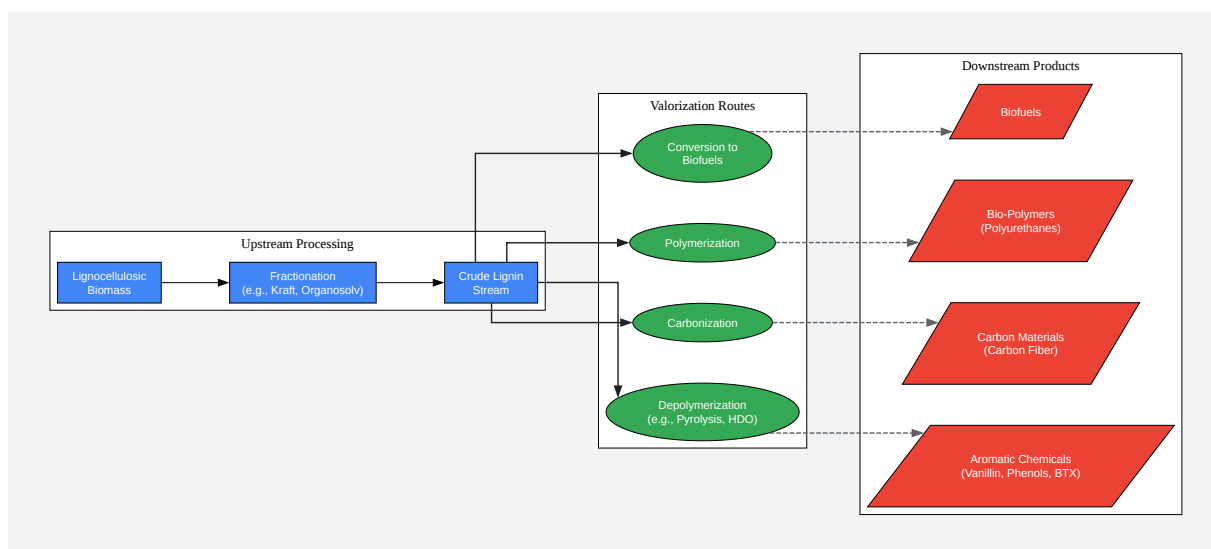 Upstream Processing
Lignocellulosic
Biomass
Fractionation
(e.g., Kraft, Organosolv)
Crude Lignin
Stream
Valorization Routes
Conversion to
Biofuels
Polymerization
Carbonization
Depolymerization
(e.g., Pyrolysis, HDO)
Downstream Products
Biofuels
Bio-Polymers
(Polyurethanes)
Carbon Materials
(Carbon Fiber)
Aromatic Chemicals
(Vanillin, Phenols, BTX)